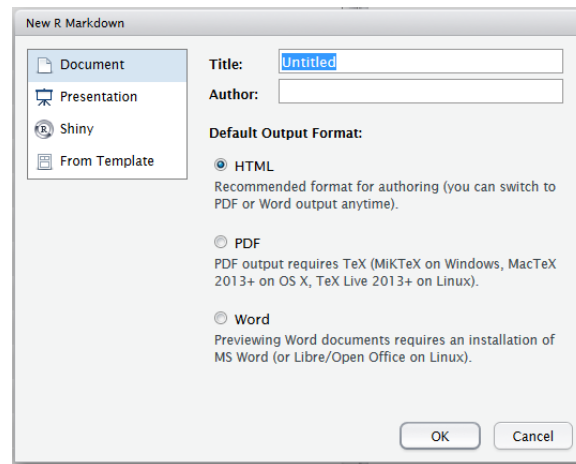 New R Markdown
Document
Presentation
Shiny
From Template
Title: Untitled
Author:
Default Output Format:
HTML
Recommended format for authoring (you can switch to
PDF or Word output anytime).
PDF
PDF output requires TeX (MiKTeX on Windows, MacTeX
2013+ on OS X, TeX Live 2013+ on Linux).
Word
Previewing Word documents requires an installation of
MS Word (or Libre/Open Office on Linux).
OK Cancel